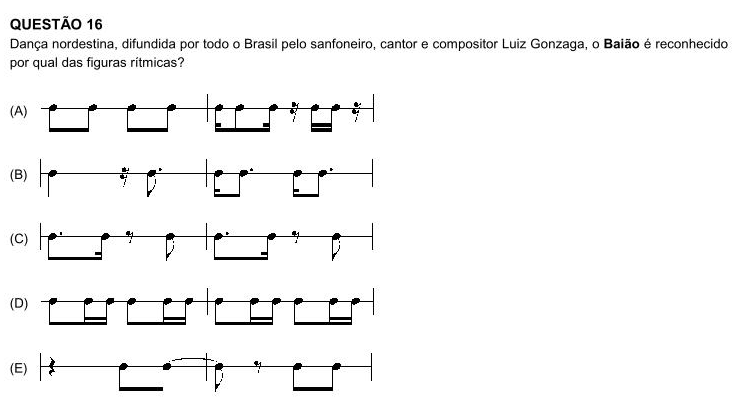 QUESTÃO 16
Dança nordestina, difundida por todo o Brasil pelo sanfoneiro, cantor e compositor Luiz Gonzaga, o Baião é reconhecido
por qual das figuras rítmicas?
(A)
(B)
(C)
(D)
(E)